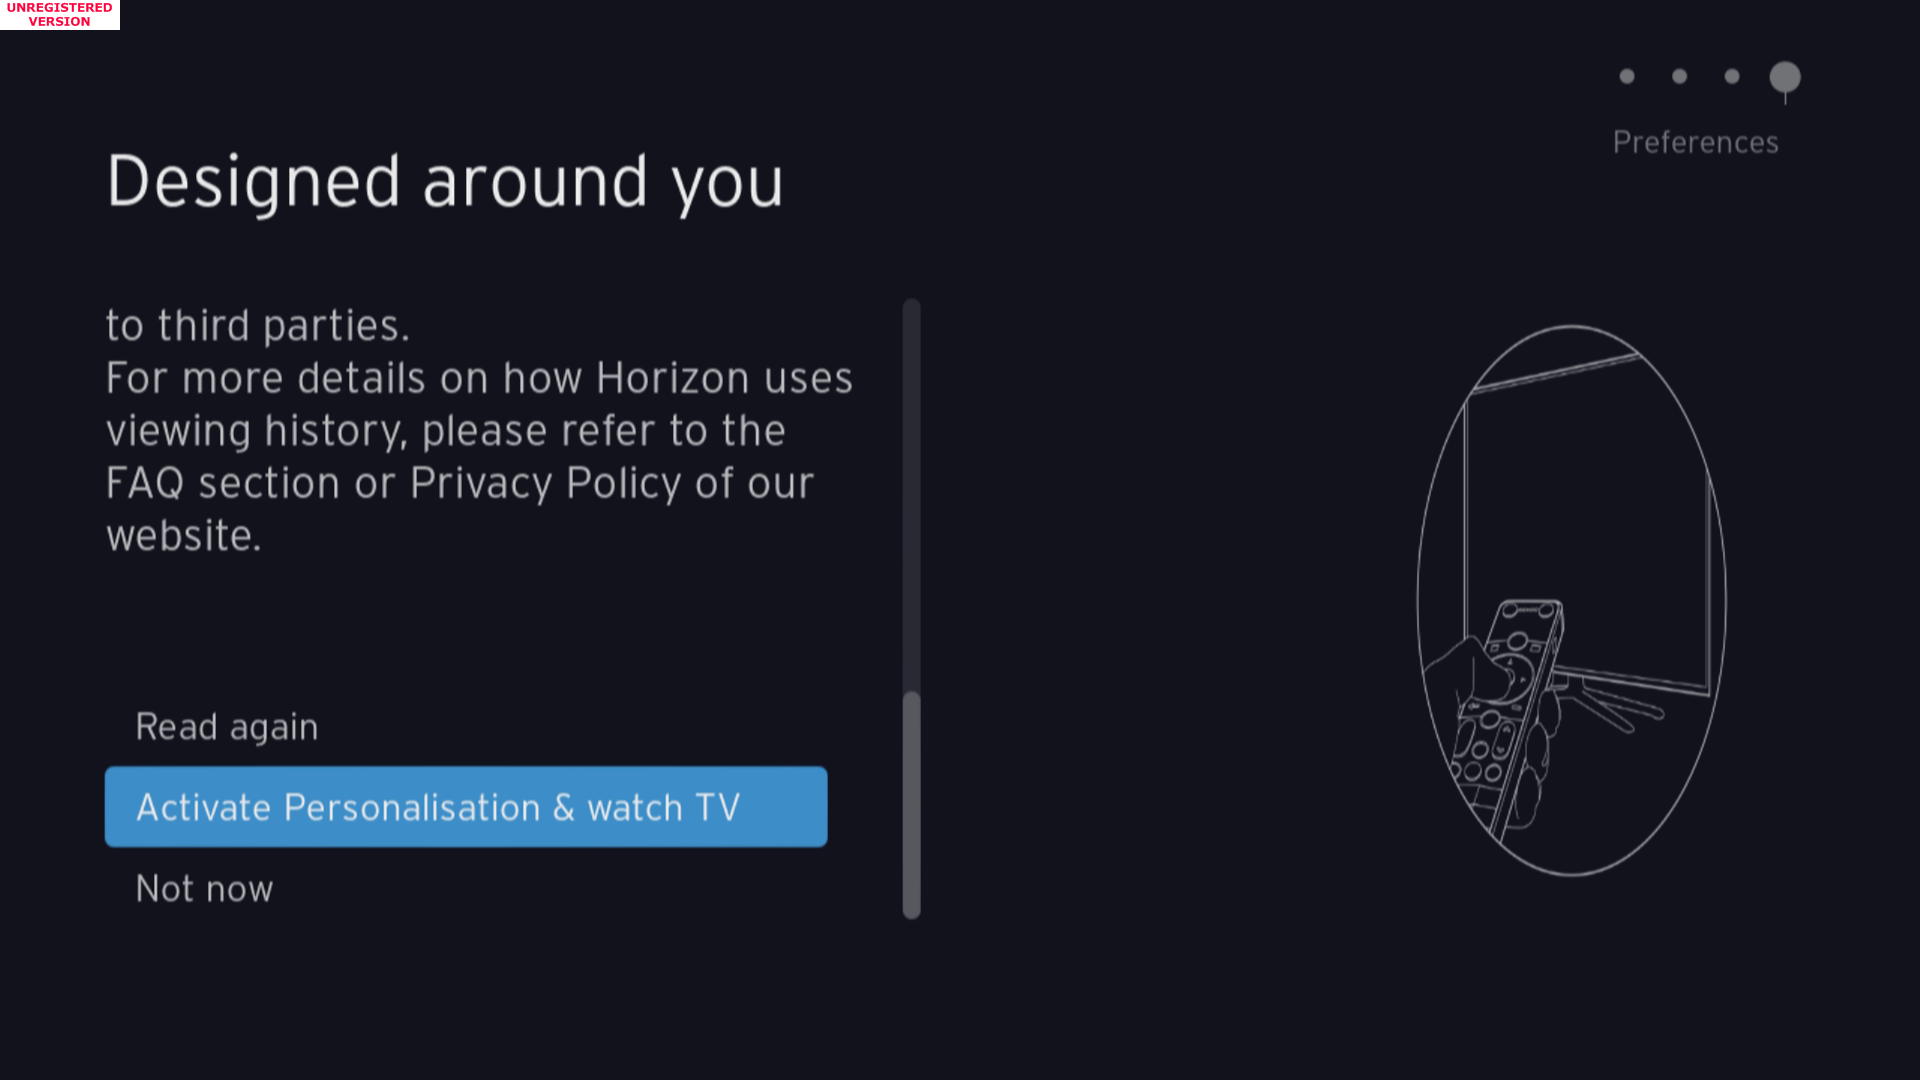 UNREGISTERED
VERSION
Preferences
Designed around you
to third parties.
For more details on how Horizon uses
viewing history, please refer to the
FAQ section or Privacy Policy of our
website.
Read again
Activate Personalisation & watch TV
Not now